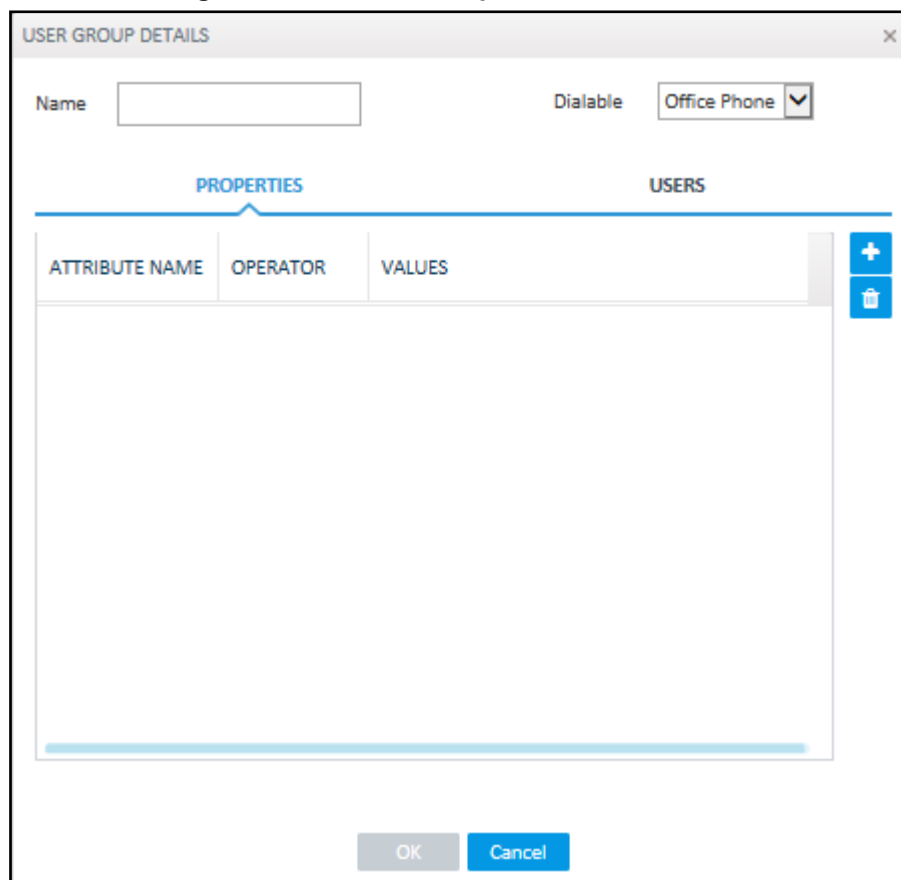 USER GROUP DETAILS
Name
Dialable
Office Phone
PROPERTIES
USERS
ATTRIBUTE NAME
OPERATOR
VALUES
OK
Cancel